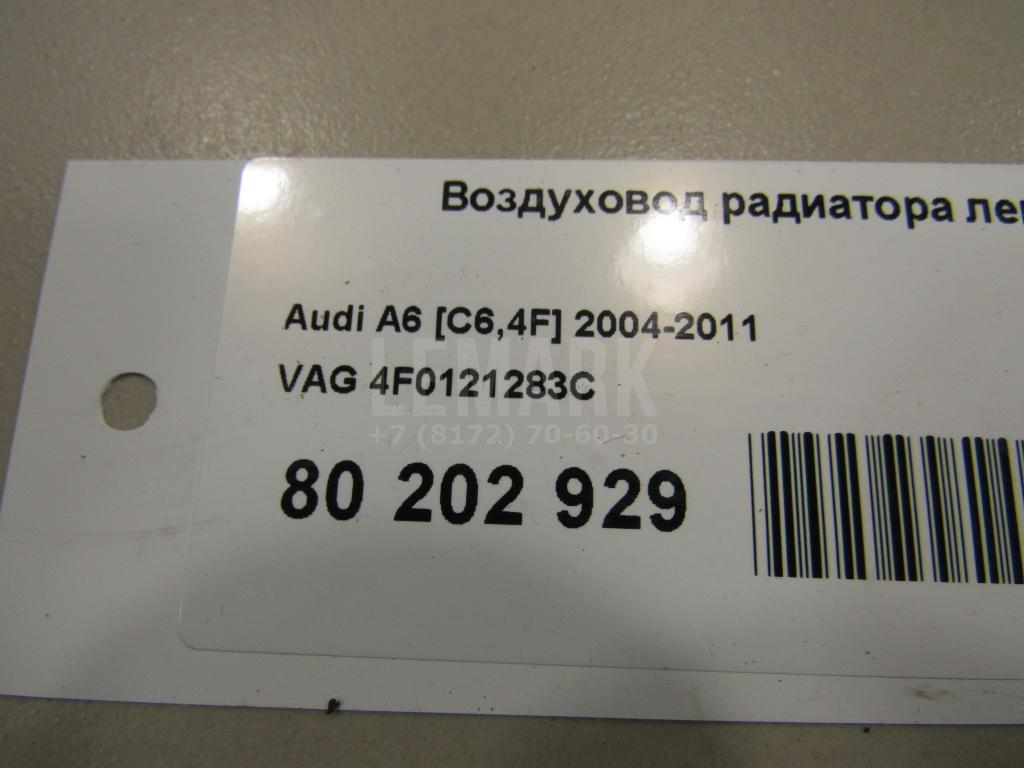 Воздуховод радиатора
Audi A6 [C6,4F] 2004-2011
VAG 4F0121283C
LEMARK
+7 (8172) 70-60-30
80 202 929